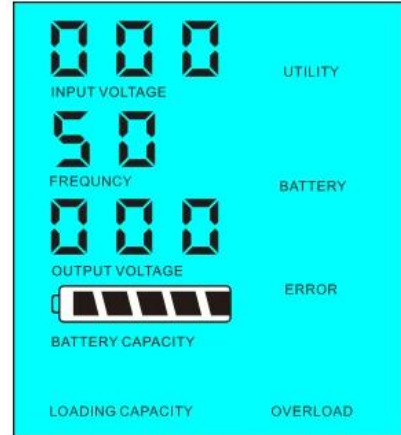 000
INPUT VOLTAGE
UTILITY
50
FREQUNCY
BATTERY
000
OUTPUT VOLTAGE
ERROR
BATTERY CAPACITY
LOADING CAPACITY
OVERLOAD